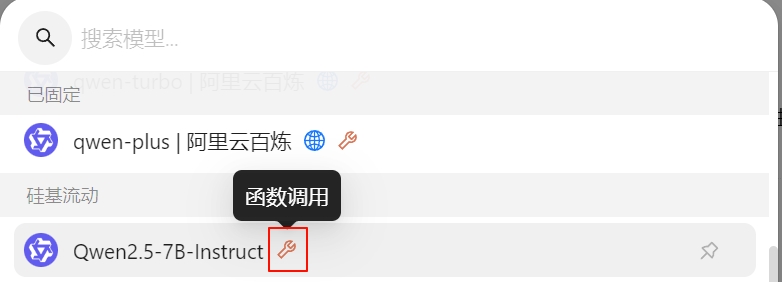 搜索模型...
qwen-turbo | 阿里云百炼
已固定
qwen-plus | 阿里云百炼
硅基流动
函数调用
Qwen2.5-7B-Instruct